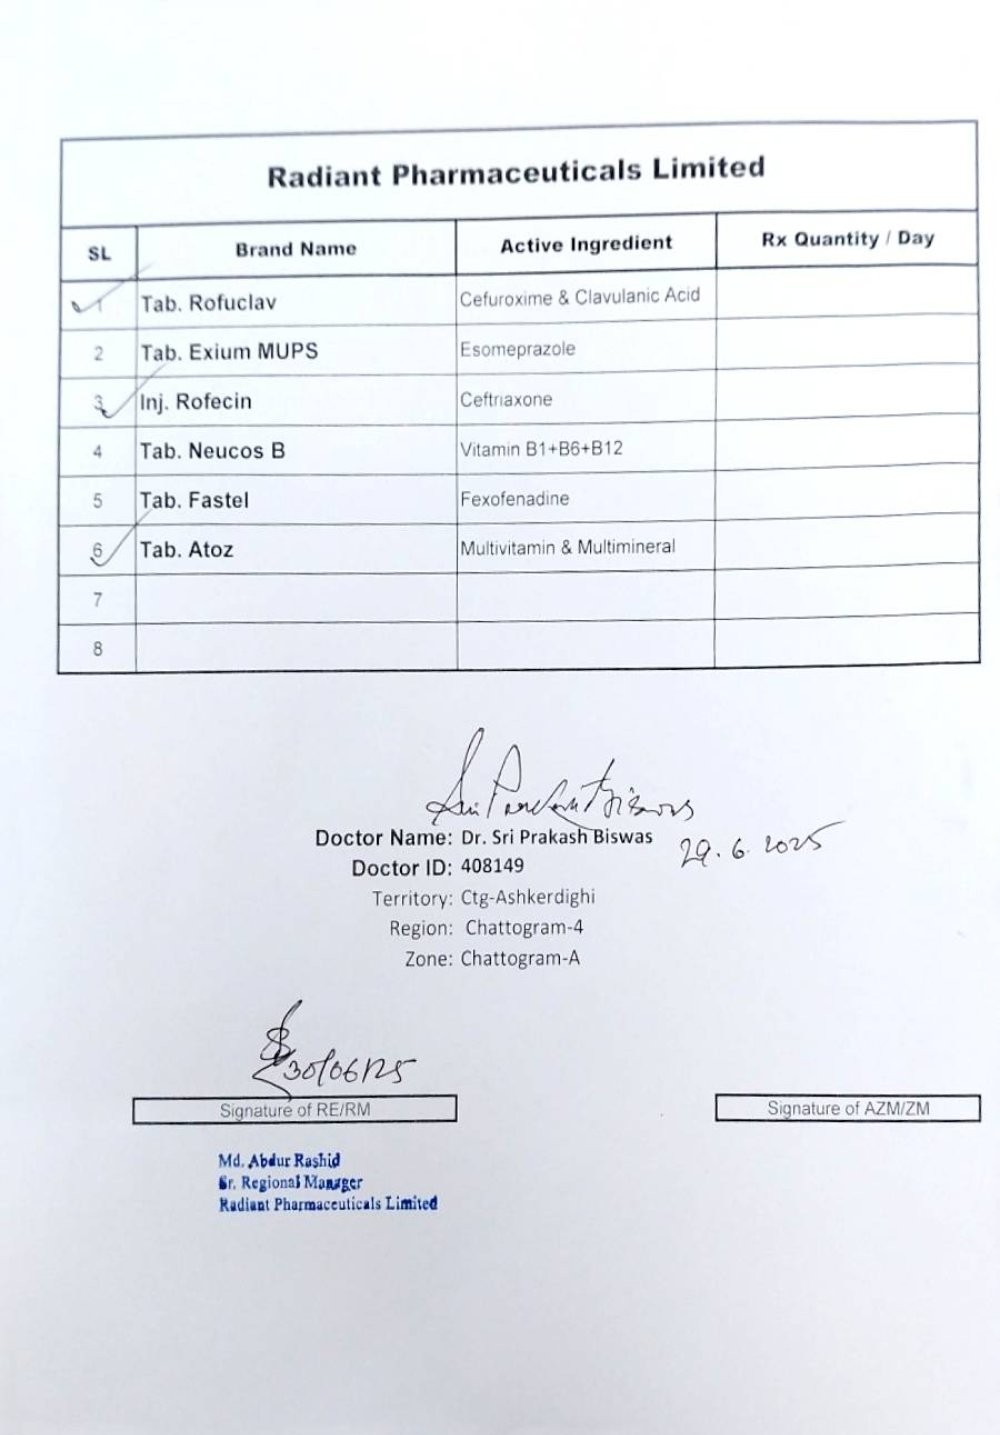 Radiant Pharmaceuticals Limited
SL Brand Name Active Ingredient Rx Quantity / Day
1 Tab. Rofuclav Cefuroxime & Clavulanic Acid
2 Tab. Exium MUPS Esomeprazole
3 Inj. Rofecin Ceftriaxone
4 Tab. Neucos B Vitamin B1+B6+B12
5 Tab. Fastel Fexofenadine
6 Tab. Atoz Multivitamin & Multimineral
7
8
Sri Prakash Biswas
Doctor Name: Dr. Sri Prakash Biswas
29.6.2025
Doctor ID: 408149
Territory: Ctg-Ashkerdighi
Region: Chattogram-4
Zone: Chattogram-A
30/06/25
Signature of RE/RM
Signature of AZM/ZM
Md. Abdur Rashid
Sr. Regional Manager
Radiant Pharmaceuticals Limited